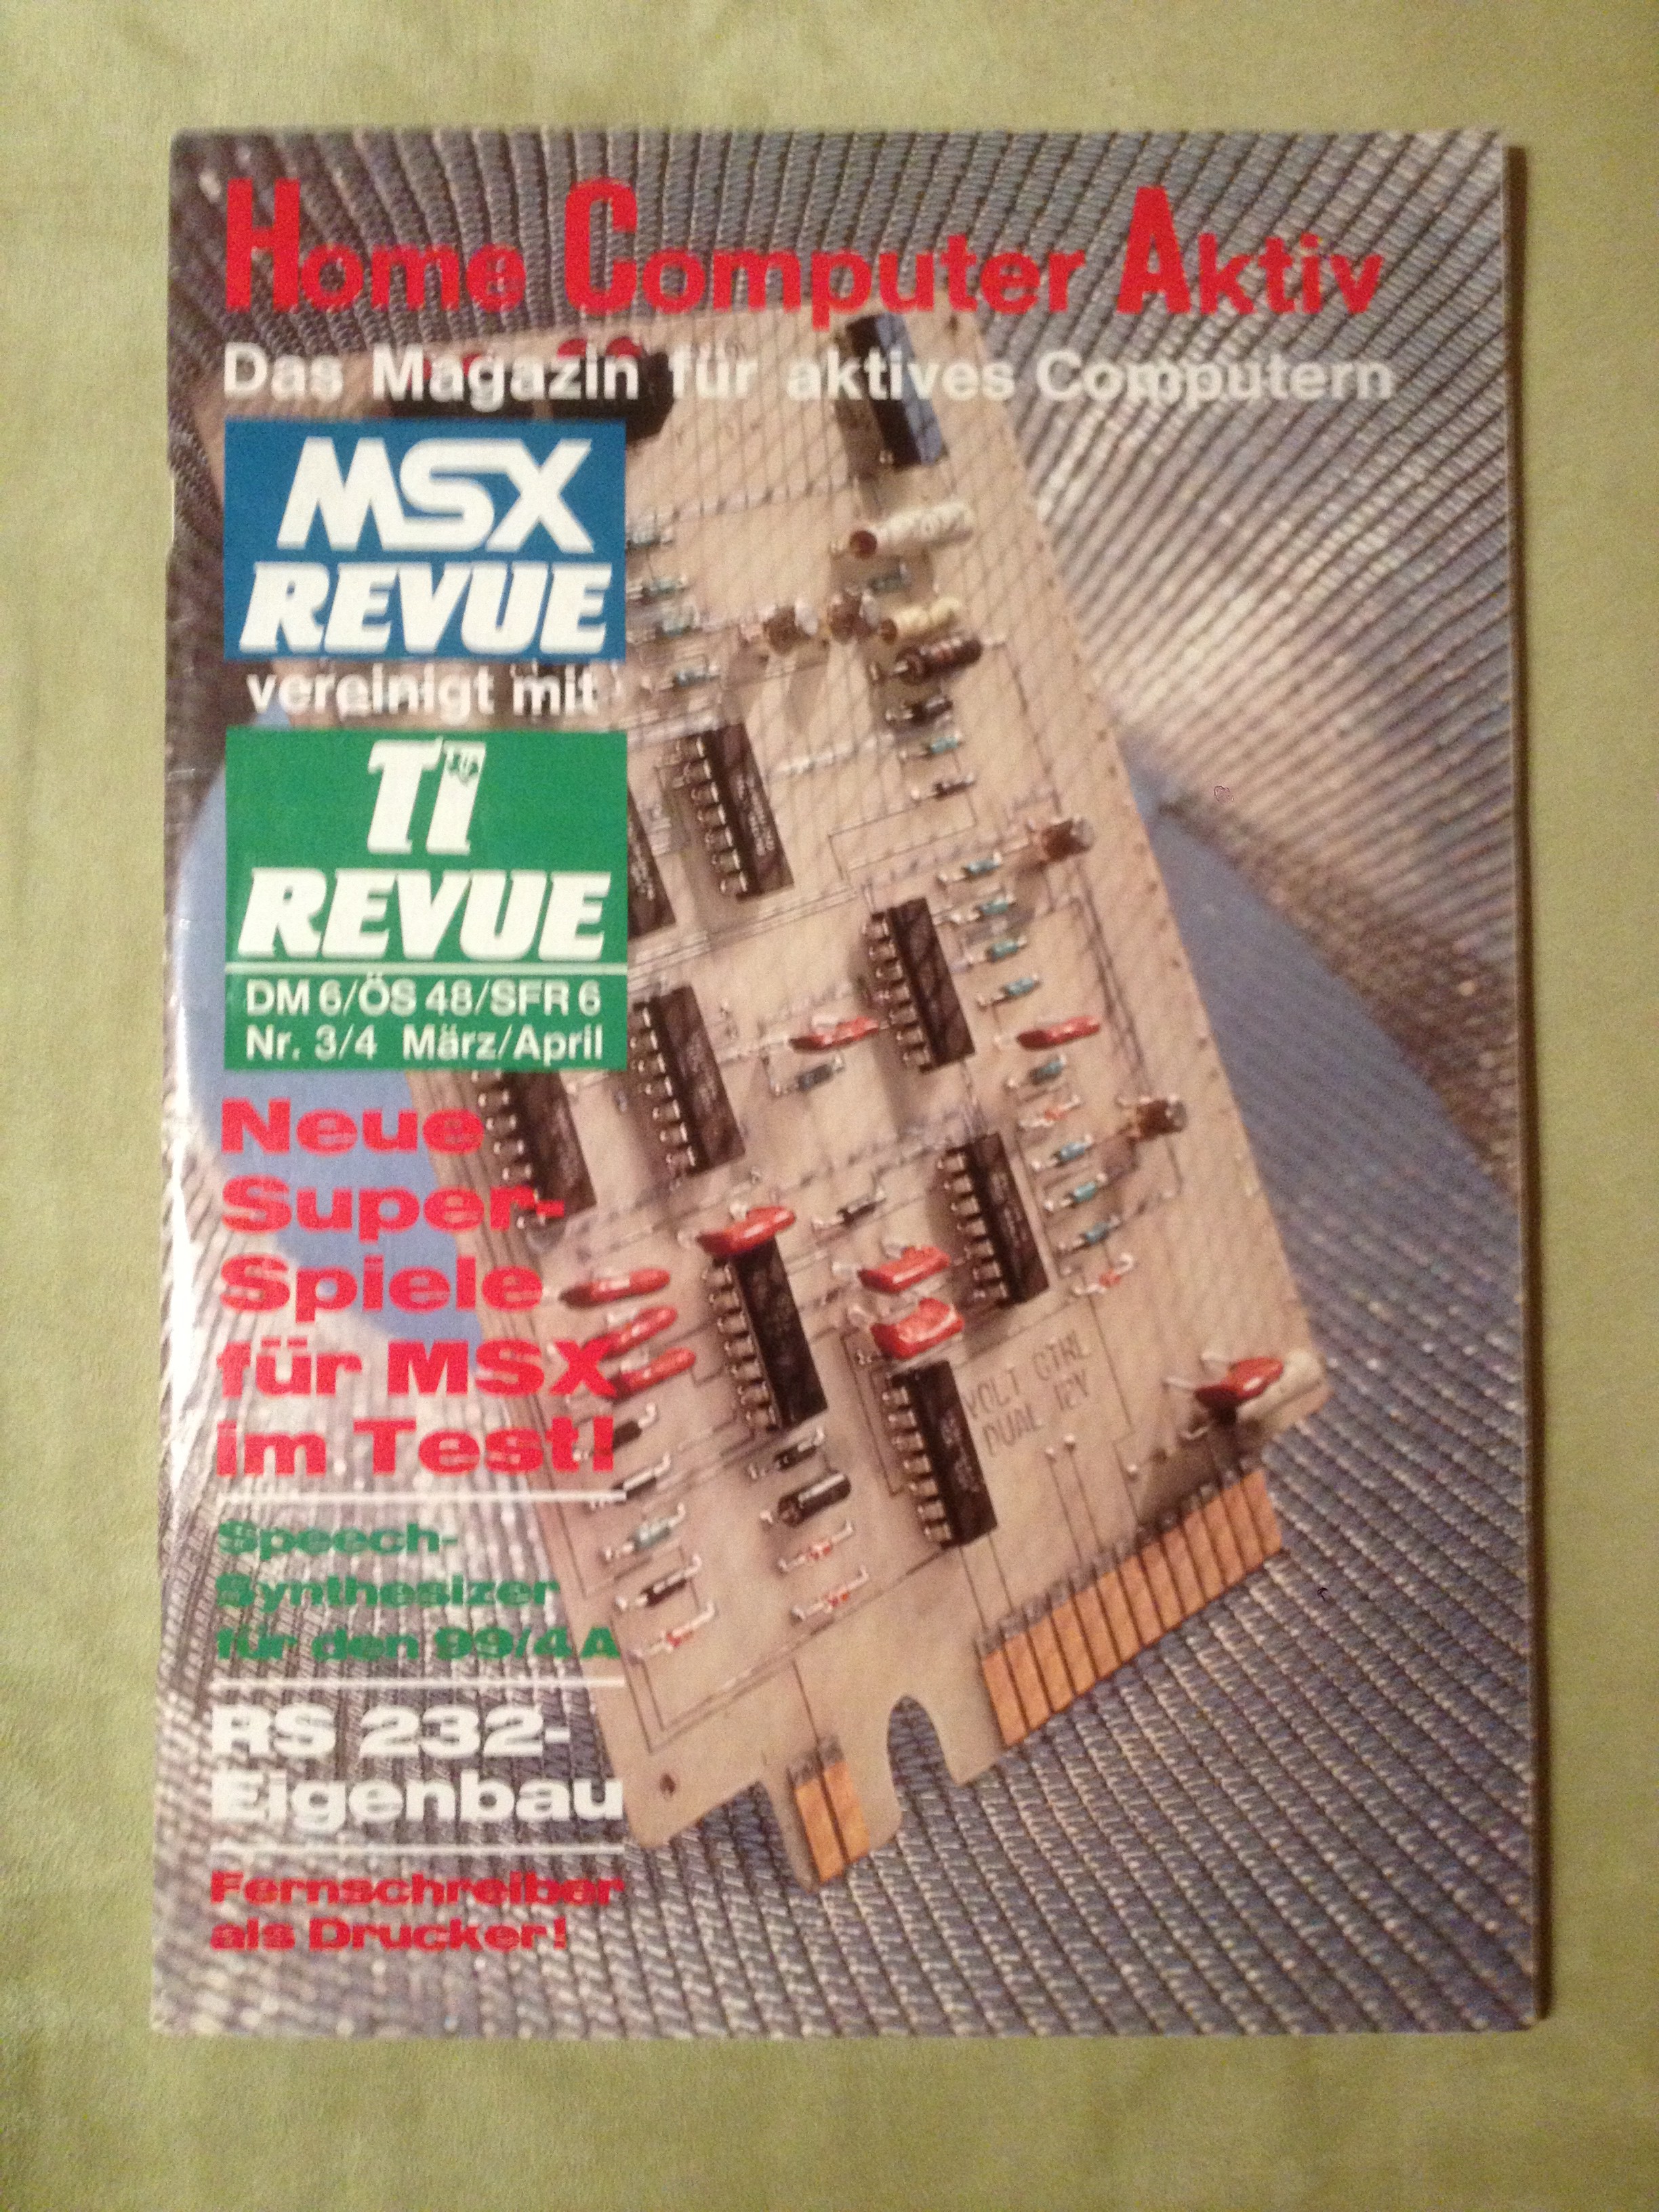 Home Computer Aktiv
Das Magazin für aktives Computern
MSX
REVUE
vereinigt mit
Ti
REVUE
DM 6/ÖS 48/SFR 6
Nr. 3/4 März/April
Neue
Super-
Spiele
für MSX
im Test!
Speech-
Synthesizer
für den 99/4A
RS 232-
Eigenbau
Fernschreiber
als Drucker!
VOLT CTRL
DUAL 12V